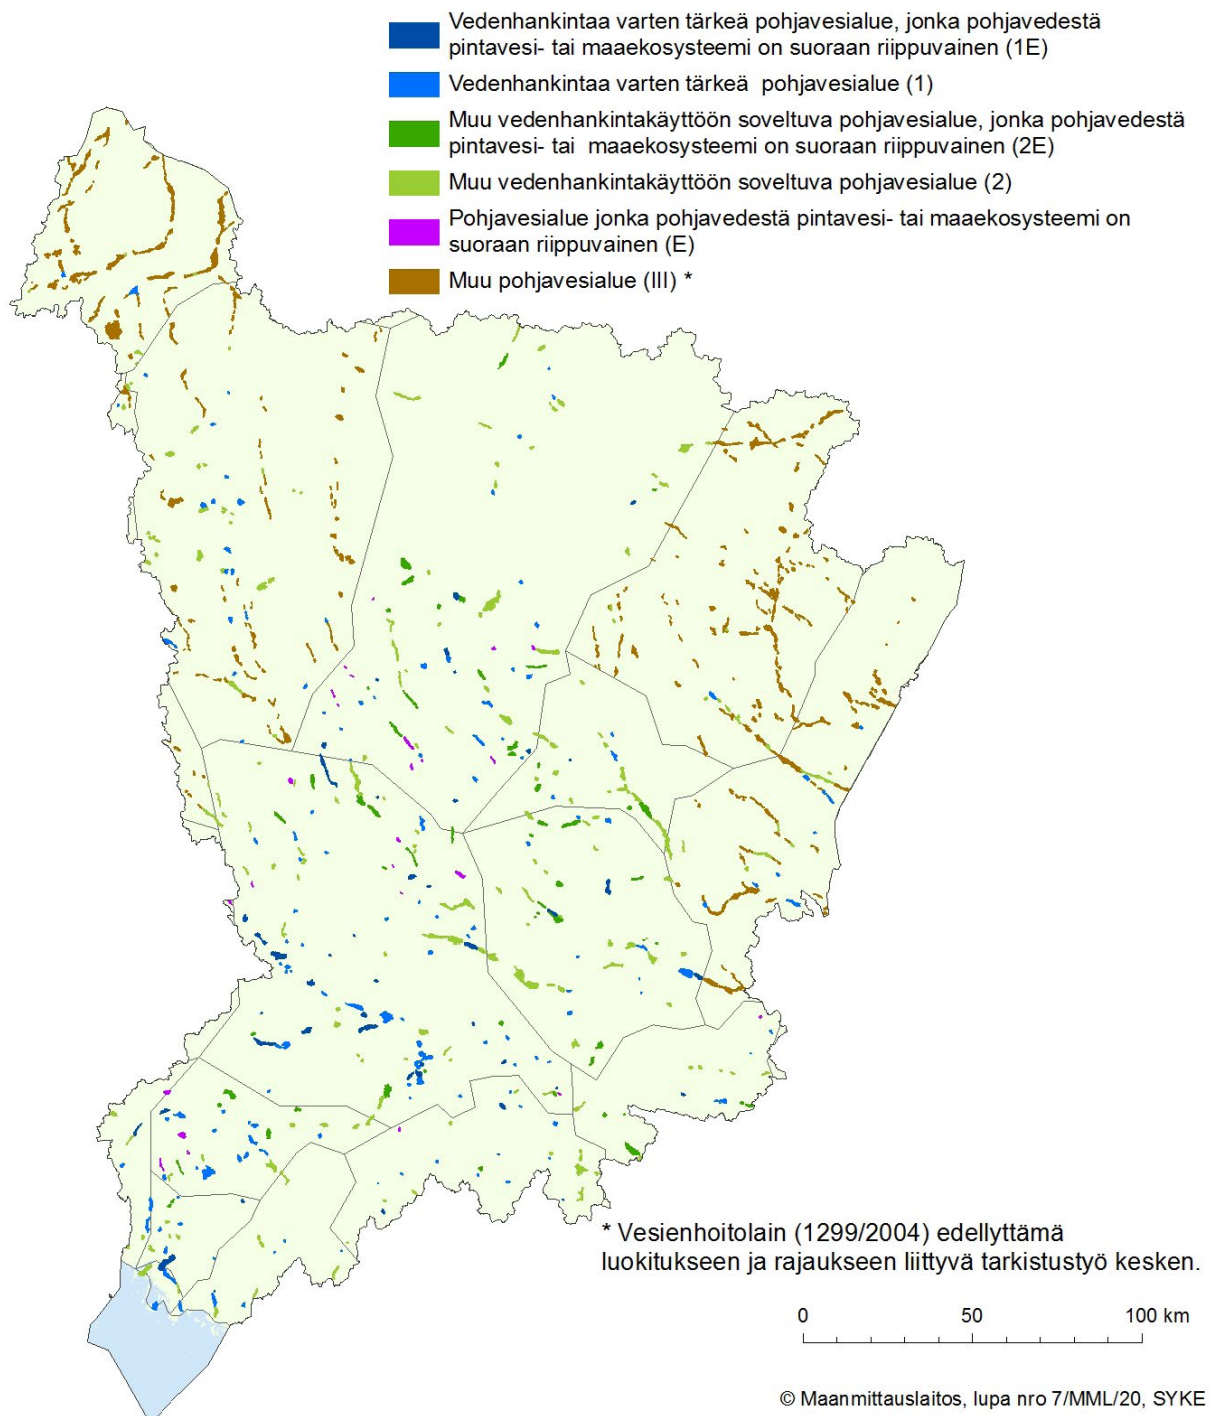 Vedenhankintaa varten tärkeä pohjavesialue, jonka pohjavedestä
pintavesi- tai maaekosysteemi on suoraan riippuvainen (1E)
Vedenhankintaa varten tärkeä  pohjavesialue (1)
Muu vedenhankintakäyttöön soveltuva pohjavesialue, jonka pohjavedestä
pintavesi- tai  maaekosysteemi on suoraan riippuvainen (2E)
Muu vedenhankintakäyttöön soveltuva pohjavesialue (2)
Pohjavesialue jonka pohjavedestä pintavesi- tai maaekosysteemi on
suoraan riippuvainen (E)
Muu pohjavesialue (III) *
* Vesienhoitolain (1299/2004) edellyttämä
luokitukseen ja rajaukseen liittyvä tarkistustyö kesken.
0 50 100 km
© Maanmittauslaitos, lupa nro 7/MML/20, SYKE